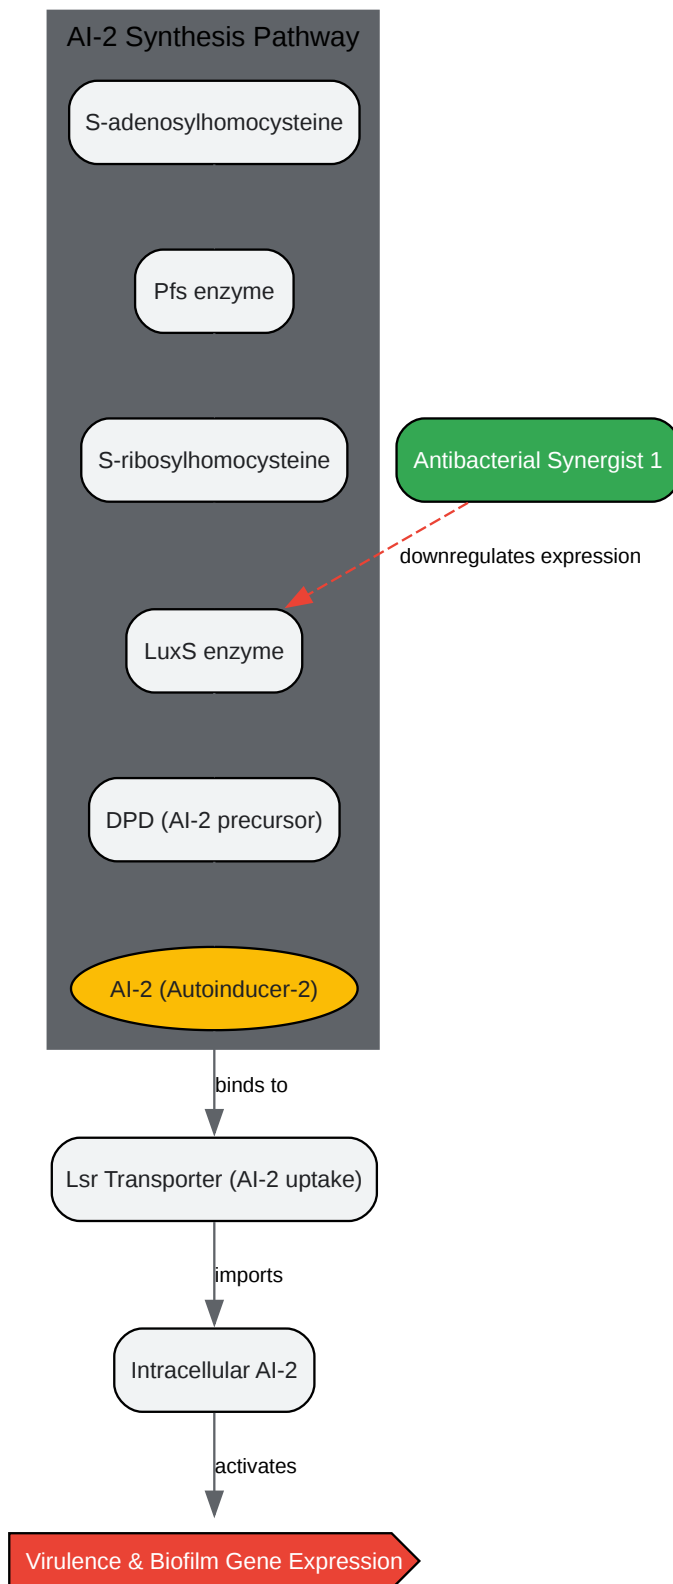 AI-2 Synthesis Pathway
S-adenosylhomocysteine
Pfs enzyme
S-ribosylhomocysteine
Antibacterial Synergist 1
downregulates expression
LuxS enzyme
DPD (AI-2 precursor)
AI-2 (Autoinducer-2)
binds to
Lsr Transporter (AI-2 uptake)
imports
Intracellular AI-2
activates
Virulence & Biofilm Gene Expression